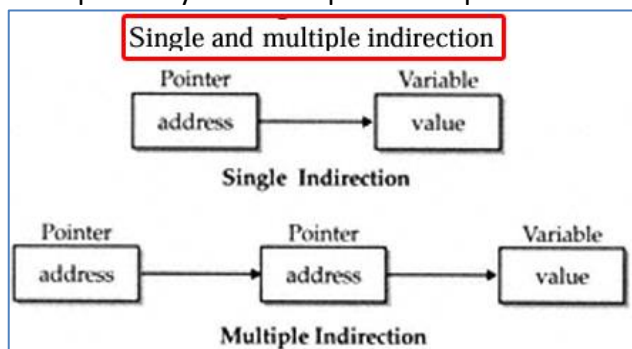 Single and multiple indirection
Pointer Variable
address value
Single Indirection
Pointer Pointer Variable
address address value
Multiple Indirection